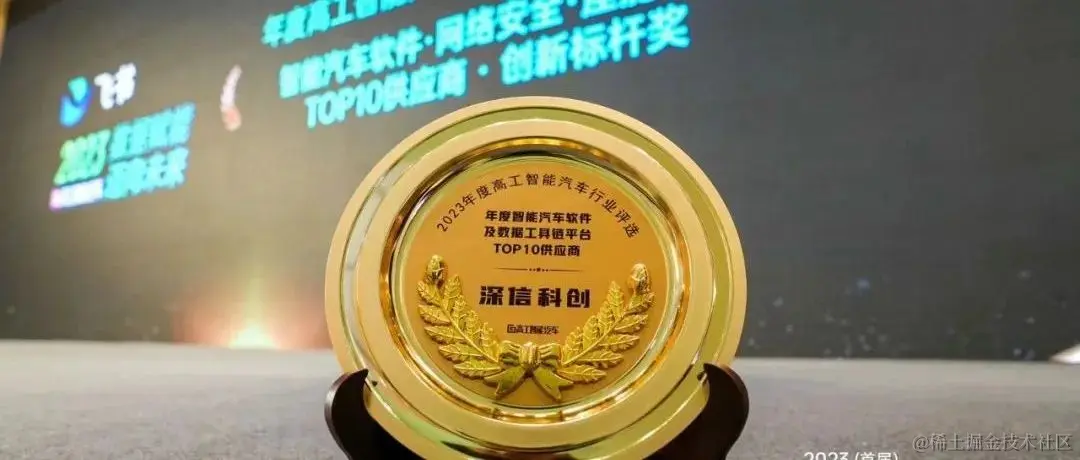 年度高工智能
智能汽车软件·网络安全·
TOP10供应商·创新标杆奖
2023
2023年度高工智能汽车行业评选
年度智能汽车软件
及数据工具链平台
TOP10供应商
深信科创
高工智能汽车
@稀土掘金技术社区
2023 (首届)